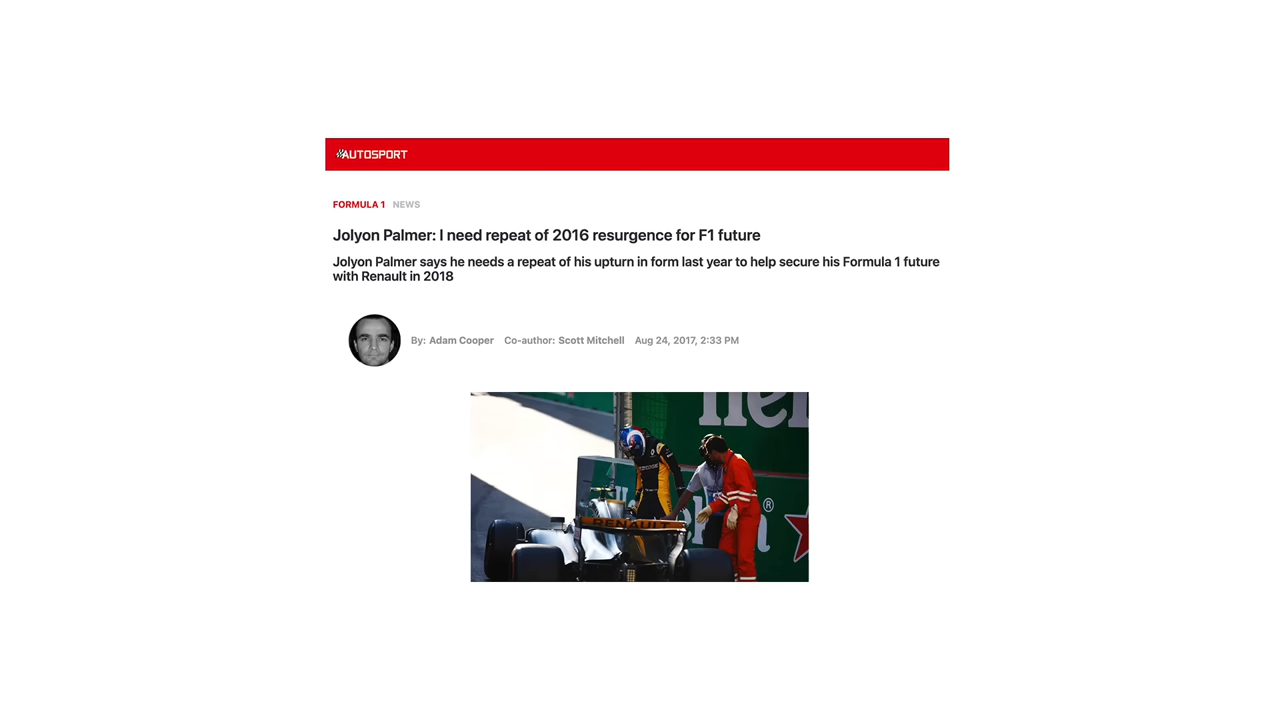 AUTOSPORT
FORMULA 1 NEWS
Jolyon Palmer: I need repeat of 2016 resurgence for F1 future
Jolyon Palmer says he needs a repeat of his upturn in form last year to help secure his Formula 1 future
with Renault in 2018
By: Adam Cooper Co-author: Scott Mitchell Aug 24, 2017, 2:33 PM
RENAULT
®